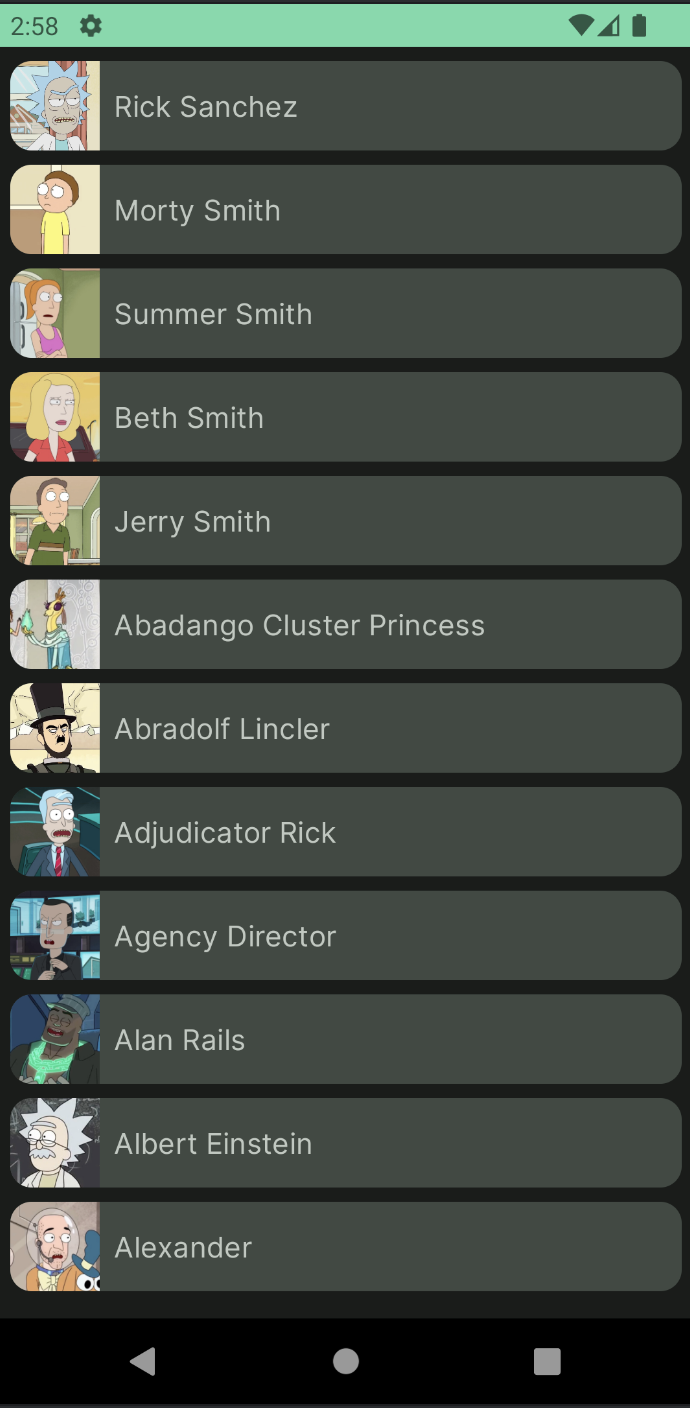 2:58
Rick Sanchez
Morty Smith
Summer Smith
Beth Smith
Jerry Smith
Abadango Cluster Princess
Abradolf Lincler
Adjudicator Rick
Agency Director
Alan Rails
Albert Einstein
Alexander